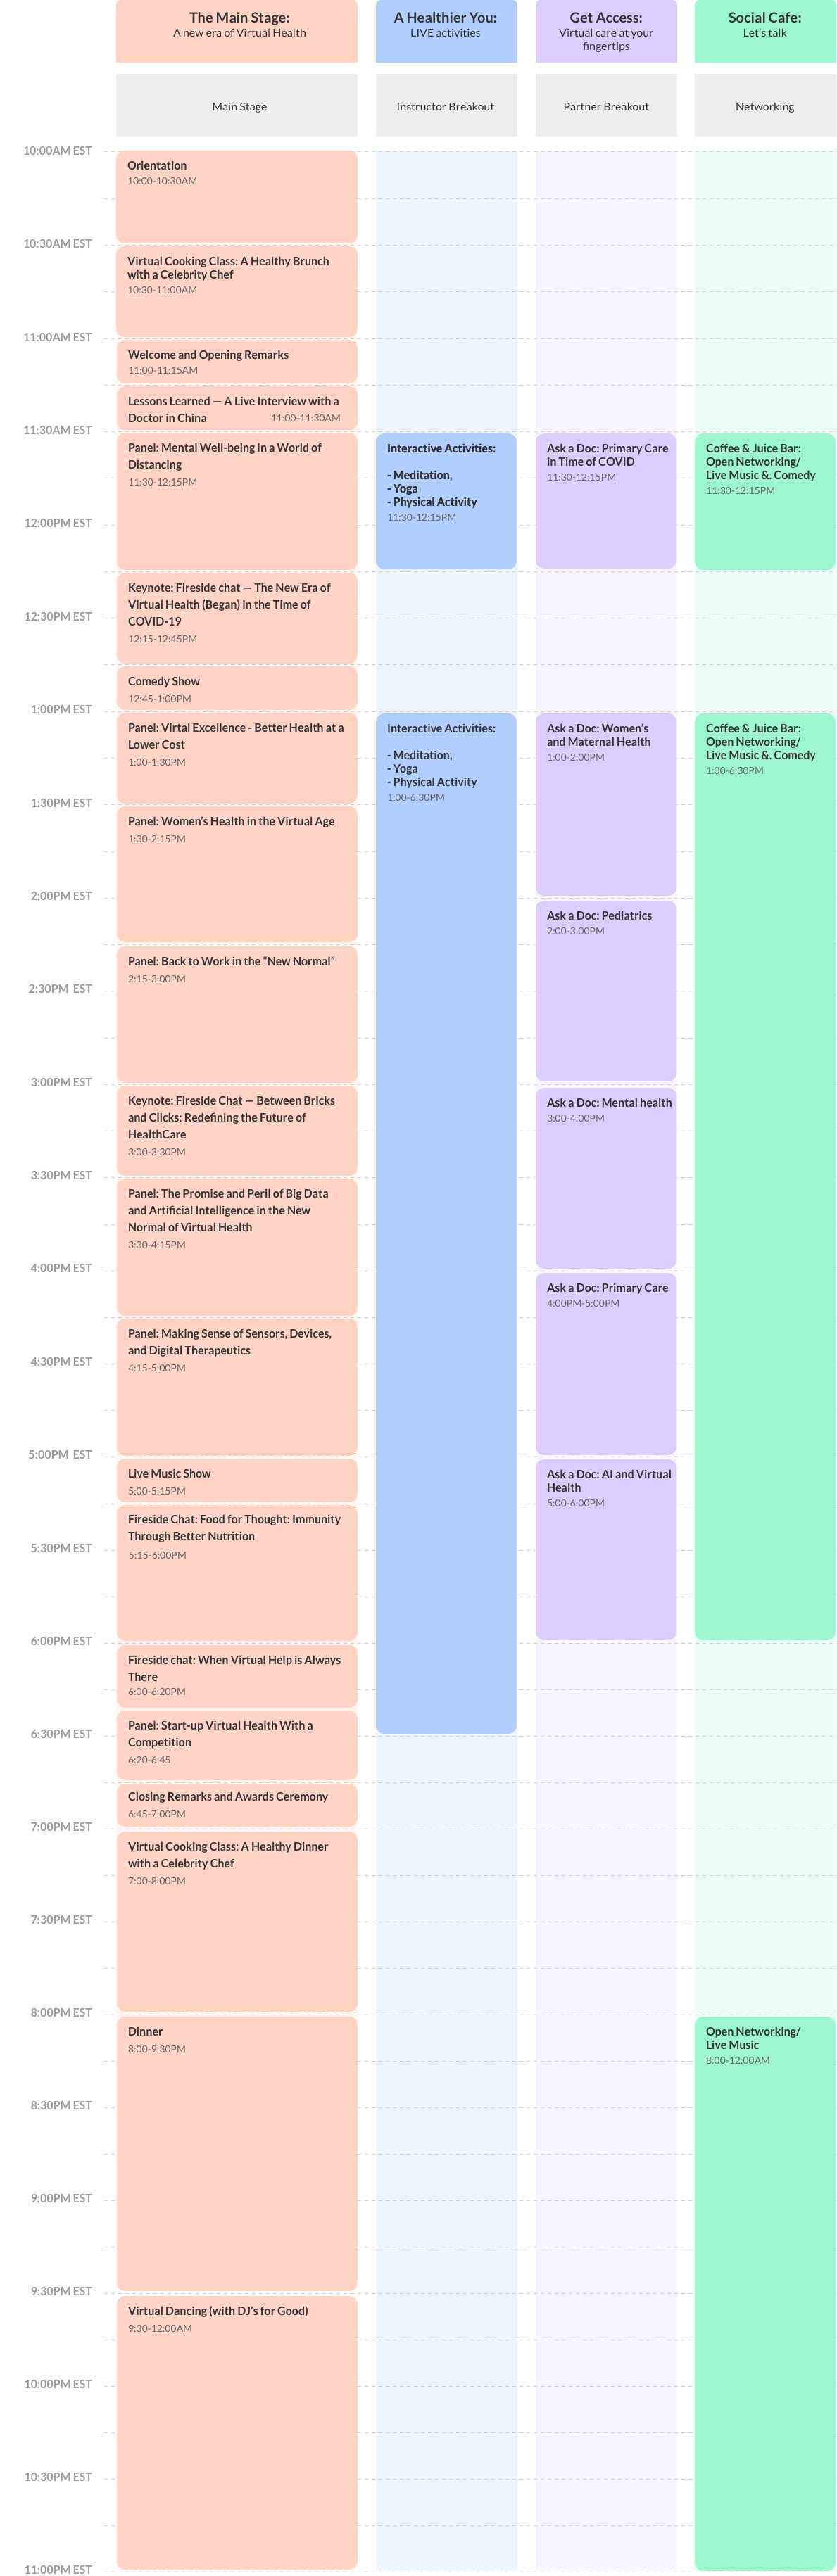 The Main Stage:
A new era of Virtual Health
A Healthier You:
LIVE activities
Get Access:
Virtual care at your
fingertips
Social Cafe:
Let's talk
Main Stage
Instructor Breakout
Partner Breakout
Networking
10:00AM EST
Orientation
10:00-10:30AM
10:30AM EST
Virtual Cooking Class: A Healthy Brunch
with a Celebrity Chef
10:30-11:00AM
11:00AM EST
Welcome and Opening Remarks
11:00-11:15AM
Lessons Learned — A Live Interview with a
Doctor in China 11:00-11:30AM
11:30AM EST
Panel: Mental Well-being in a World of
Distancing
11:30-12:15PM
Interactive Activities:
- Meditation,
- Yoga
- Physical Activity
11:30-12:15PM
Ask a Doc: Primary Care
in Time of COVID
11:30-12:15PM
Coffee & Juice Bar:
Open Networking/
Live Music &. Comedy
11:30-12:15PM
12:00PM EST
Keynote: Fireside chat — The New Era of
Virtual Health (Began) in the Time of
COVID-19
12:15-12:45PM
12:30PM EST
Comedy Show
12:45-1:00PM
1:00PM EST
Panel: Virtal Excellence - Better Health at a
Lower Cost
1:00-1:30PM
Interactive Activities:
- Meditation,
- Yoga
- Physical Activity
1:00-6:30PM
Ask a Doc: Women's
and Maternal Health
1:00-2:00PM
Coffee & Juice Bar:
Open Networking/
Live Music &. Comedy
1:00-6:30PM
1:30PM EST
Panel: Women's Health in the Virtual Age
1:30-2:15PM
2:00PM EST
Ask a Doc: Pediatrics
2:00-3:00PM
Panel: Back to Work in the “New Normal”
2:15-3:00PM
2:30PM EST
3:00PM EST
Keynote: Fireside Chat — Between Bricks
and Clicks: Redefining the Future of
HealthCare
3:00-3:30PM
Ask a Doc: Mental health
3:00-4:00PM
3:30PM EST
Panel: The Promise and Peril of Big Data
and Artificial Intelligence in the New
Normal of Virtual Health
3:30-4:15PM
4:00PM EST
Ask a Doc: Primary Care
4:00PM-5:00PM
Panel: Making Sense of Sensors, Devices,
and Digital Therapeutics
4:15-5:00PM
4:30PM EST
5:00PM EST
Live Music Show
5:00-5:15PM
Ask a Doc: AI and Virtual
Health
5:00-6:00PM
Fireside Chat: Food for Thought: Immunity
Through Better Nutrition
5:15-6:00PM
5:30PM EST
6:00PM EST
Fireside chat: When Virtual Help is Always
There
6:00-6:20PM
Panel: Start-up Virtual Health With a
Competition
6:20-6:45
6:30PM EST
Closing Remarks and Awards Ceremony
6:45-7:00PM
7:00PM EST
Virtual Cooking Class: A Healthy Dinner
with a Celebrity Chef
7:00-8:00PM
7:30PM EST
8:00PM EST
Dinner
8:00-9:30PM
Open Networking/
Live Music
8:00-12:00AM
8:30PM EST
9:00PM EST
9:30PM EST
Virtual Dancing (with DJ's for Good)
9:30-12:00AM
10:00PM EST
10:30PM EST
11:00PM EST